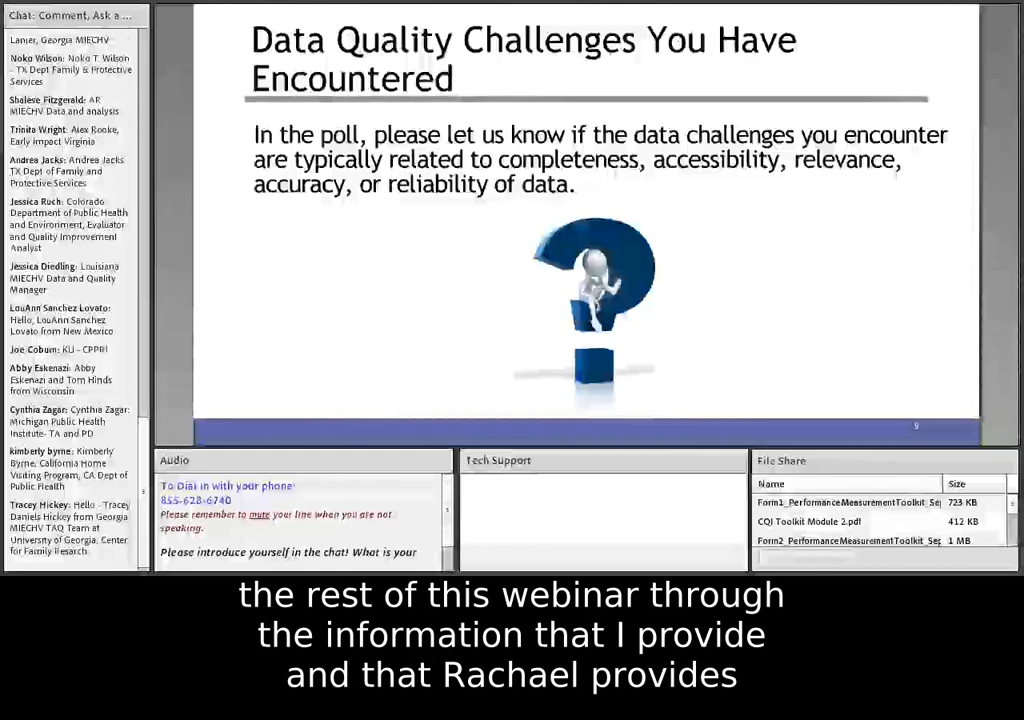 Chat: Comment, Ask a ...
Lanier, Georgia MIECHV
Noko Wilson: Noko T. Wilson
- TX Dept Family & Protective
Services
Shalese Fitzgerald: AR
MIECHV Data and analysis
Trinita Wright: Alex Rooke,
Early Impact Virginia
Andrea Jacks: Andrea Jacks
TX Dept of Family and
Protective Services
Jessica Ruch: Colorado
Department of Public Health
and Environment, Evaluator
and Quality Improvement
Analyst
Jessica Diedling: Louisiana
MIECHV Data and Quality
Manager
LouAnn Sanchez Lovato:
Hello, LouAnn Sanchez
Lovato from New Mexico
Joe Coburn: KU - CPPRI
Abby Eskenazi: Abby
Eskenazi and Tom Hinds
from Wisconsin
Cynthia Zagar: Cynthia Zagar:
Michigan Public Health
Institute- TA and PD
kimberly byrne: Kimberly
Byrne, California Home
Visiting Program, CA Dept of
Public Health
Tracey Hickey: Hello - Tracey
Daniels Hickey from Georgia
MIECHV TAQ Team at
University of Georgia, Center
for Family Resarch.
Data Quality Challenges You Have
Encountered
In the poll, please let us know if the data challenges you encounter
are typically related to completeness, accessibility, relevance,
accuracy, or reliability of data.
9
Audio
To Dial in with your phone:
855-628-6740
Please remember to mute your line when you are not
speaking.
Please introduce yourself in the chat! What is your
Tech Support
File Share
Name Size
Form1_PerformanceMeasurementToolkit_Sep 723 KB
CQI Toolkit Module 2.pdf 412 KB
Form2_PerformanceMeasurementToolkit_Sep 1 MB
the rest of this webinar through
the information that I provide
and that Rachael provides